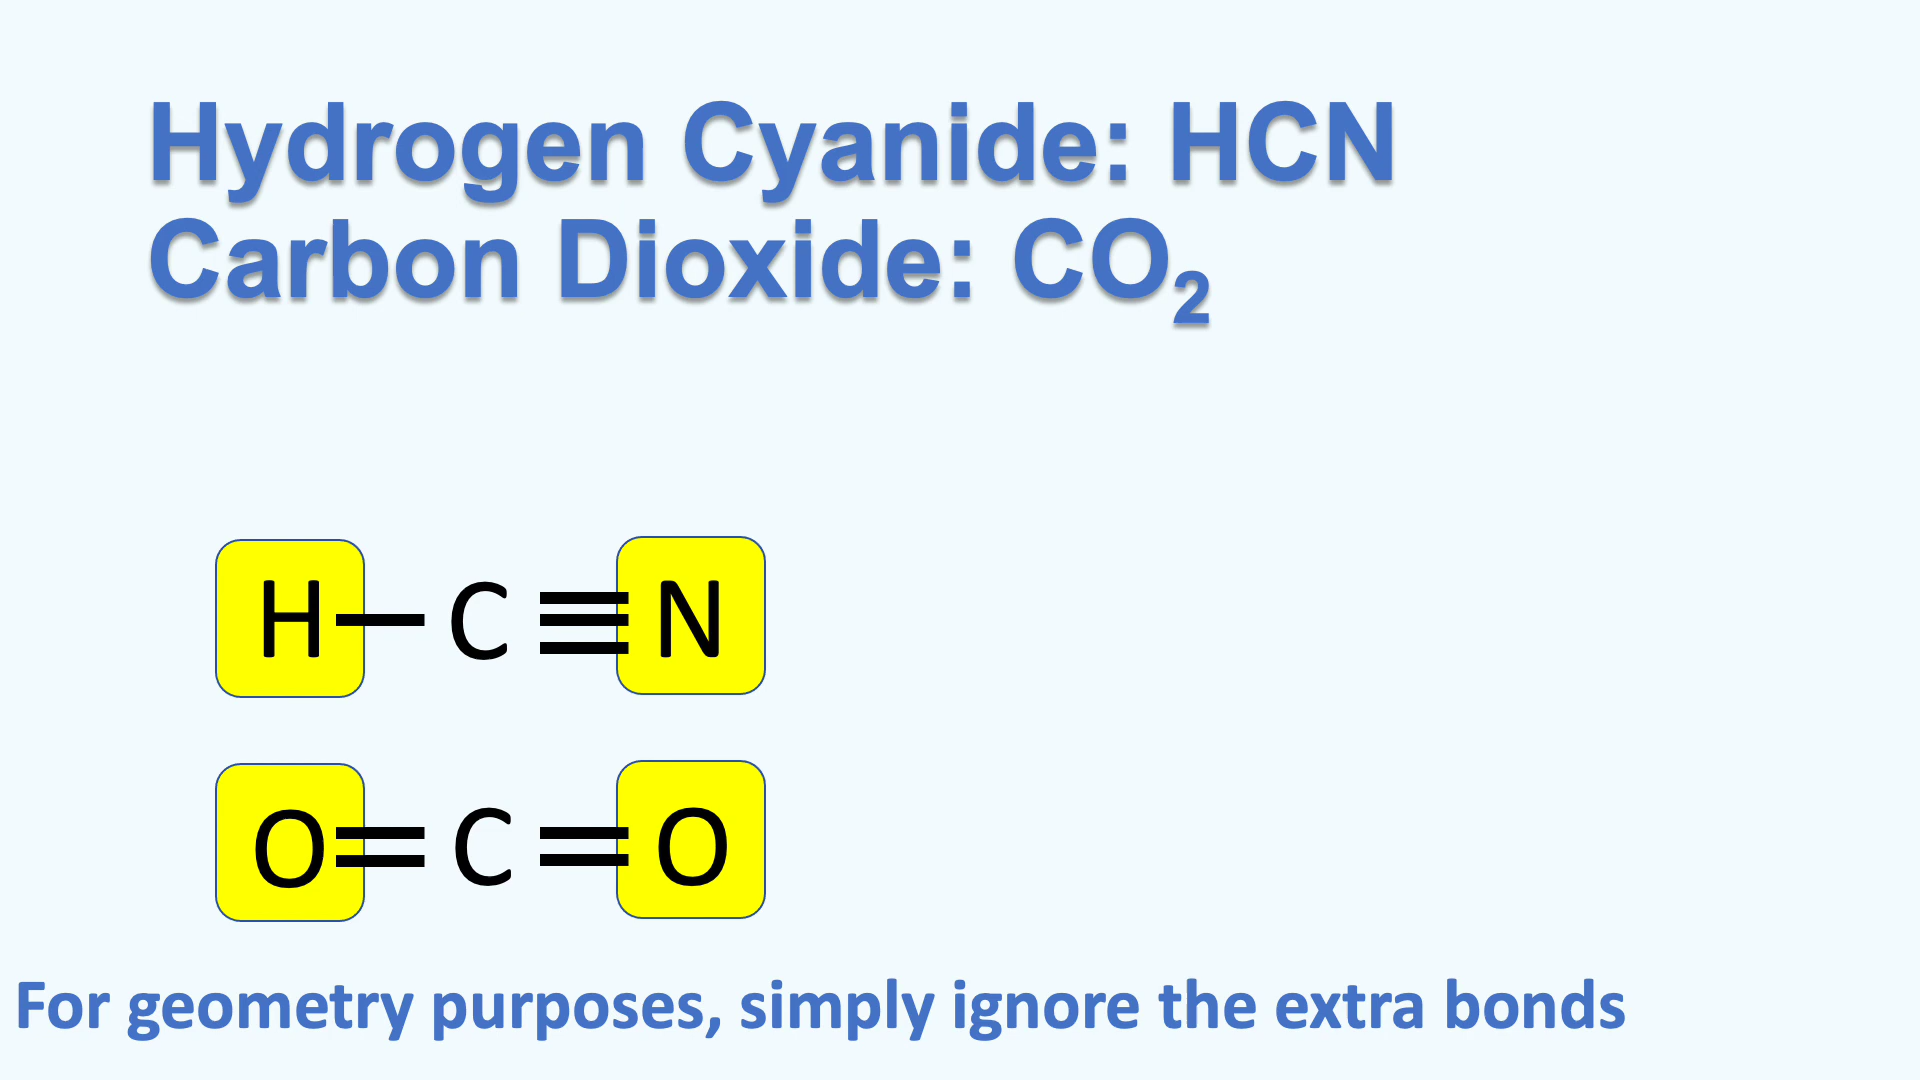 Hydrogen Cyanide: HCN
Carbon Dioxide: CO₂
H—C≡N
O=C=O
For geometry purposes, simply ignore the extra bonds